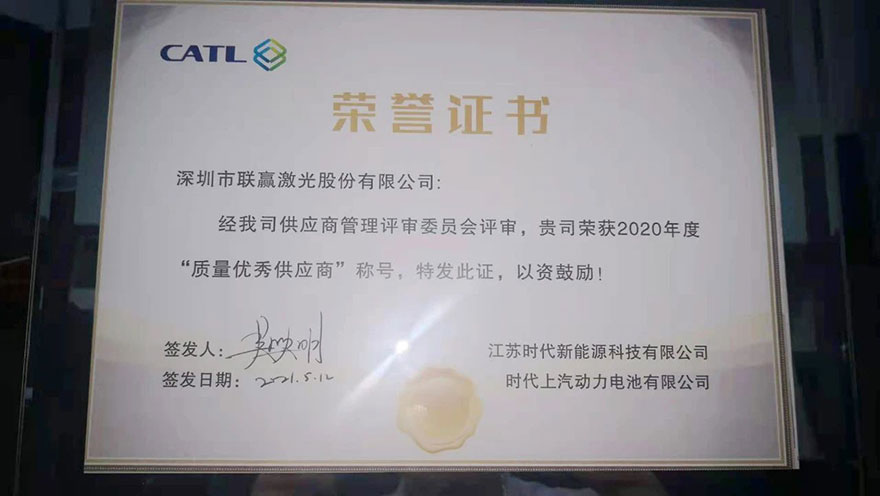 CATL
荣誉证书
深圳市联赢激光股份有限公司:
经我司供应商管理评审委员会评审，贵司荣获2020年度
“质量优秀供应商”称号，特发此证，以资鼓励！
签发人：吴映明
江苏时代新能源科技有限公司
签发日期：2021.5.12
时代上汽动力电池有限公司